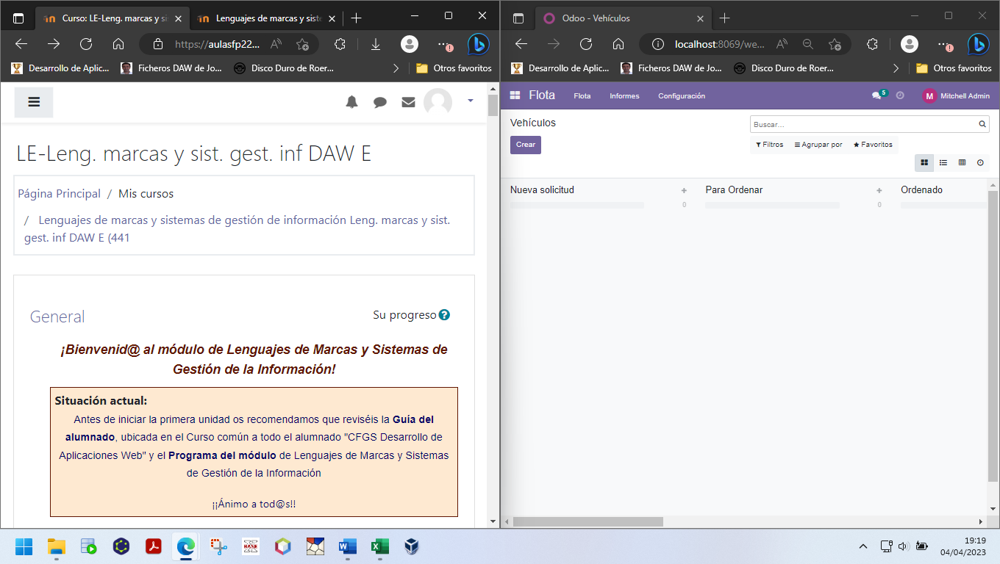 Curso: LE-Leng. marcas y si
Lenguajes de marcas y siste
https://aulasfp22...
Desarrollo de Aplic...
Ficheros DAW de Jo...
Disco Duro de Roer...
Otros favoritos
LE-Leng. marcas y sist. gest. inf DAW E
Página Principal / Mis cursos
/ Lenguajes de marcas y sistemas de gestión de información Leng. marcas y sist.
gest. inf DAW E (441
General
Su progreso
¡Bienvenid@ al módulo de Lenguajes de Marcas y Sistemas de
Gestión de la Información!
Situación actual:
Antes de iniciar la primera unidad os recomendamos que reviséis la Guía del
alumnado, ubicada en el Curso común a todo el alumnado "CFGS Desarrollo de
Aplicaciones Web" y el Programa del módulo de Lenguajes de Marcas y Sistemas
de Gestión de la Información
¡¡Ánimo a tod@s!!
Odoo - Vehículos
localhost:8069/we...
Desarrollo de Aplic...
Ficheros DAW de Jo...
Disco Duro de Roer...
Otros favoritos
Flota Flota Informes Configuración 5 M Mitchell Admin
Vehículos
Buscar...
Crear
Filtros Agrupar por Favoritos
Nueva solicitud Para Ordenar Ordenado
0 0
19:19
04/04/2023